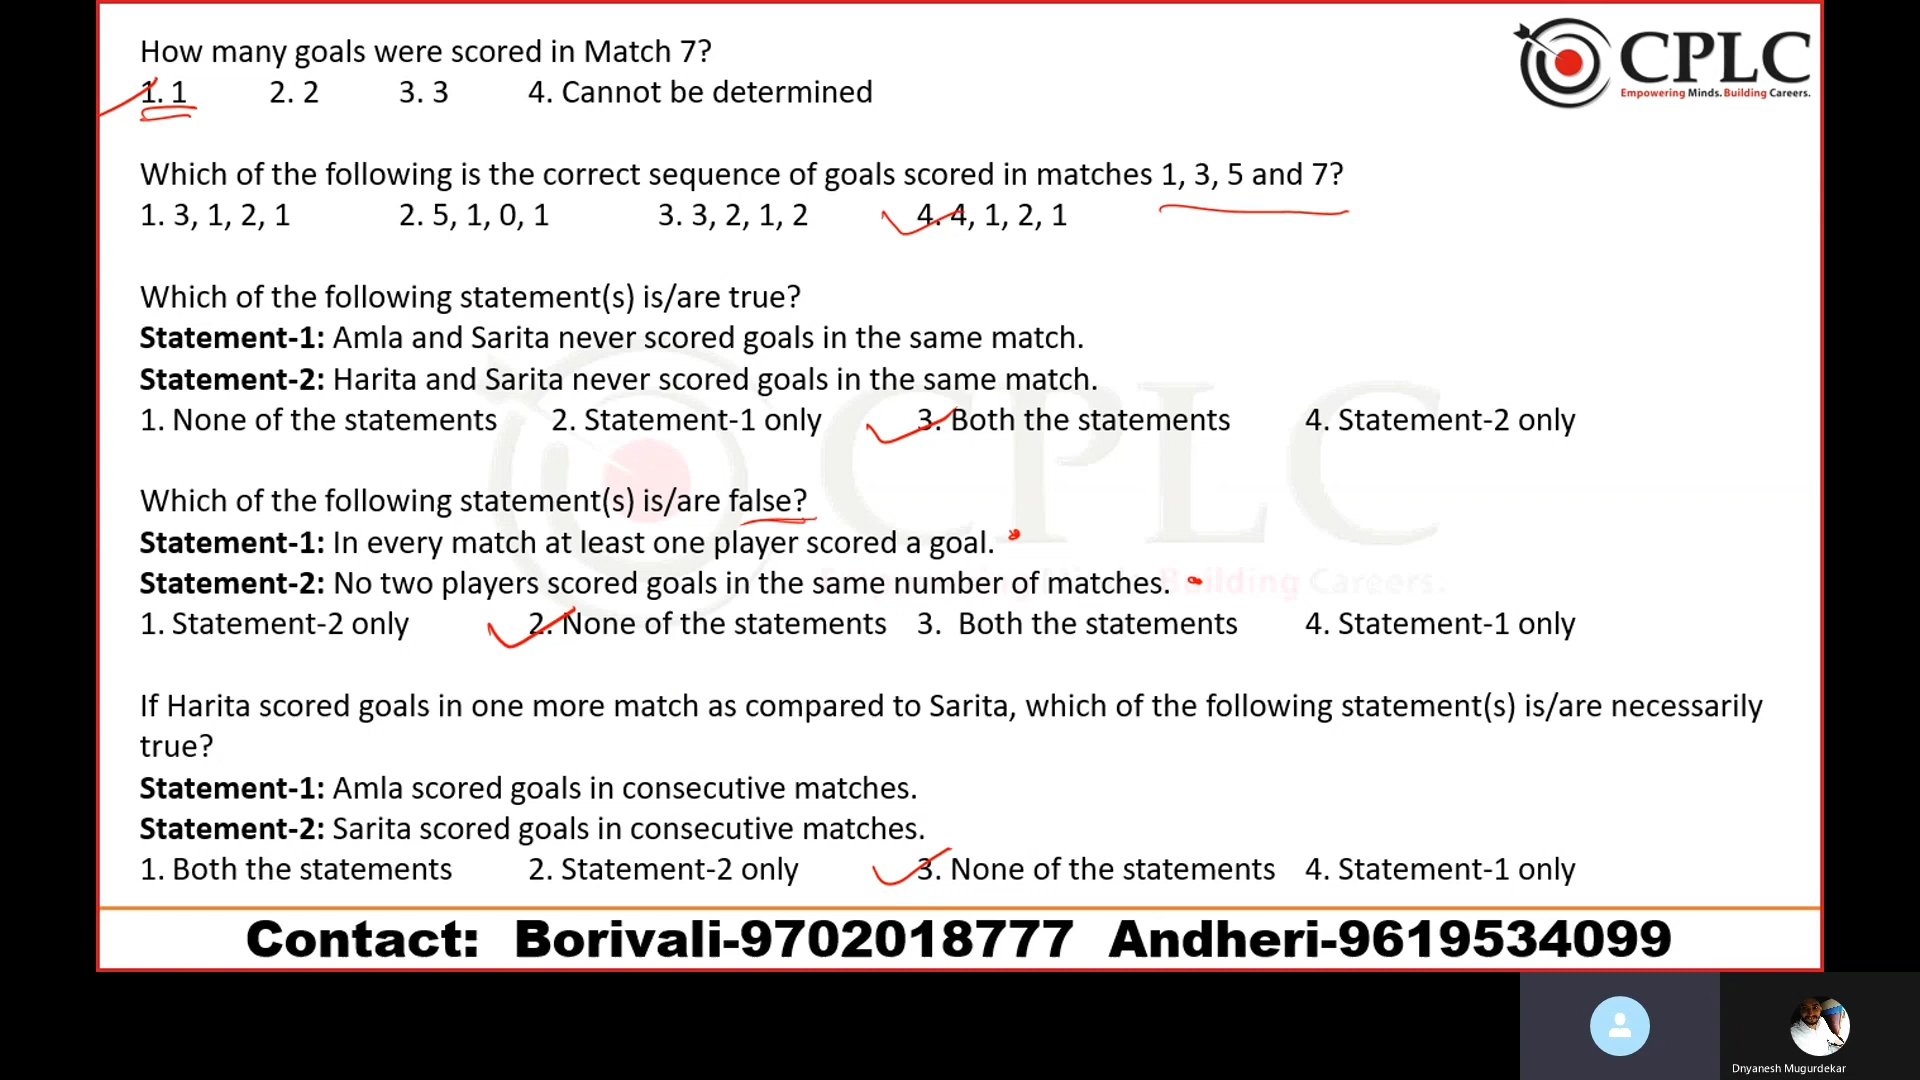 How many goals were scored in Match 7?
1. 1 2. 2 3. 3 4. Cannot be determined
CPLC
Empowering Minds. Building Careers.
Which of the following is the correct sequence of goals scored in matches 1, 3, 5 and 7?
1. 3, 1, 2, 1 2. 5, 1, 0, 1 3. 3, 2, 1, 2 4. 4, 1, 2, 1
Which of the following statement(s) is/are true?
Statement-1: Amla and Sarita never scored goals in the same match.
Statement-2: Harita and Sarita never scored goals in the same match.
1. None of the statements 2. Statement-1 only 3. Both the statements 4. Statement-2 only
Which of the following statement(s) is/are false?
Statement-1: In every match at least one player scored a goal.
Statement-2: No two players scored goals in the same number of matches.
1. Statement-2 only 2. None of the statements 3. Both the statements 4. Statement-1 only
If Harita scored goals in one more match as compared to Sarita, which of the following statement(s) is/are necessarily
true?
Statement-1: Amla scored goals in consecutive matches.
Statement-2: Sarita scored goals in consecutive matches.
1. Both the statements 2. Statement-2 only 3. None of the statements 4. Statement-1 only
CPLC
Empowering Minds. Building Careers.
Contact: Borivali-9702018777 Andheri-9619534099
Dnyanesh Mugurdekar